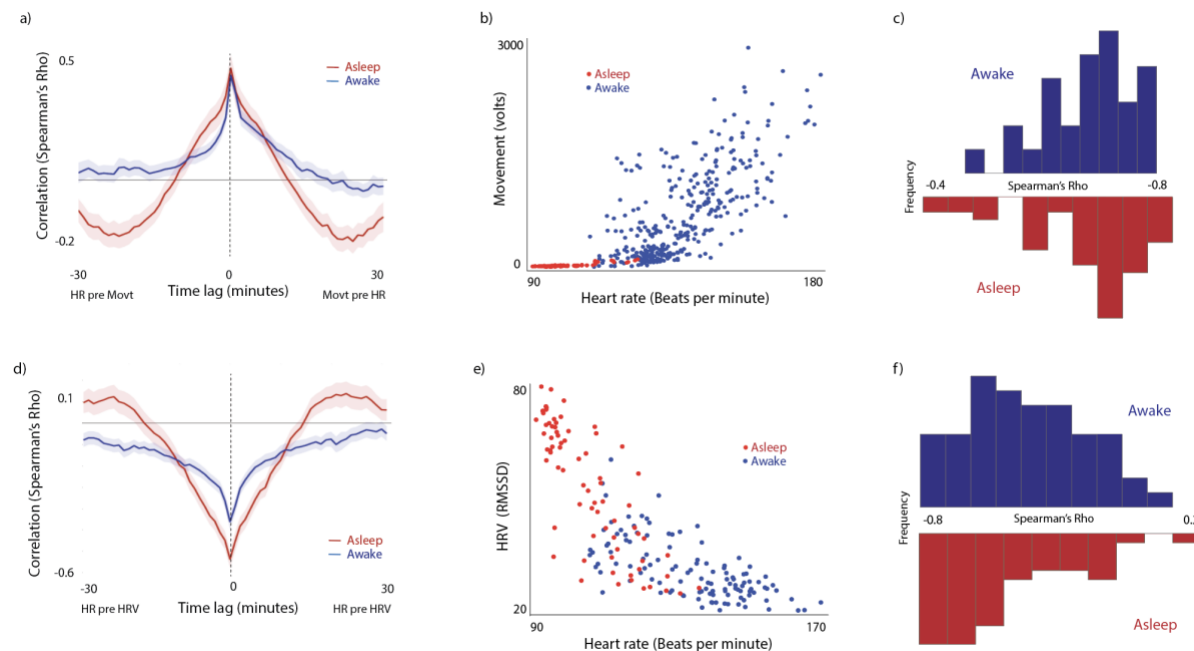 a)
0.5
Correlation (Spearman's Rho)
-0.2
Asleep
Awake
-30
0
30
HR pre Movt
Time lag (minutes)
Movt pre HR
b)
3000
Movement (volts)
0
Asleep
Awake
90
180
Heart rate (Beats per minute)
c)
Awake
Frequency
-0.4
Spearman's Rho
-0.8
Asleep
d)
0.1
Correlation (Spearman's Rho)
-0.6
Asleep
Awake
-30
0
30
HR pre HRV
Time lag (minutes)
HR pre HRV
e)
80
HRV (RMSSD)
20
Asleep
Awake
90
170
Heart rate (Beats per minute)
f)
Awake
Frequency
-0.8
Spearman's Rho
Asleep